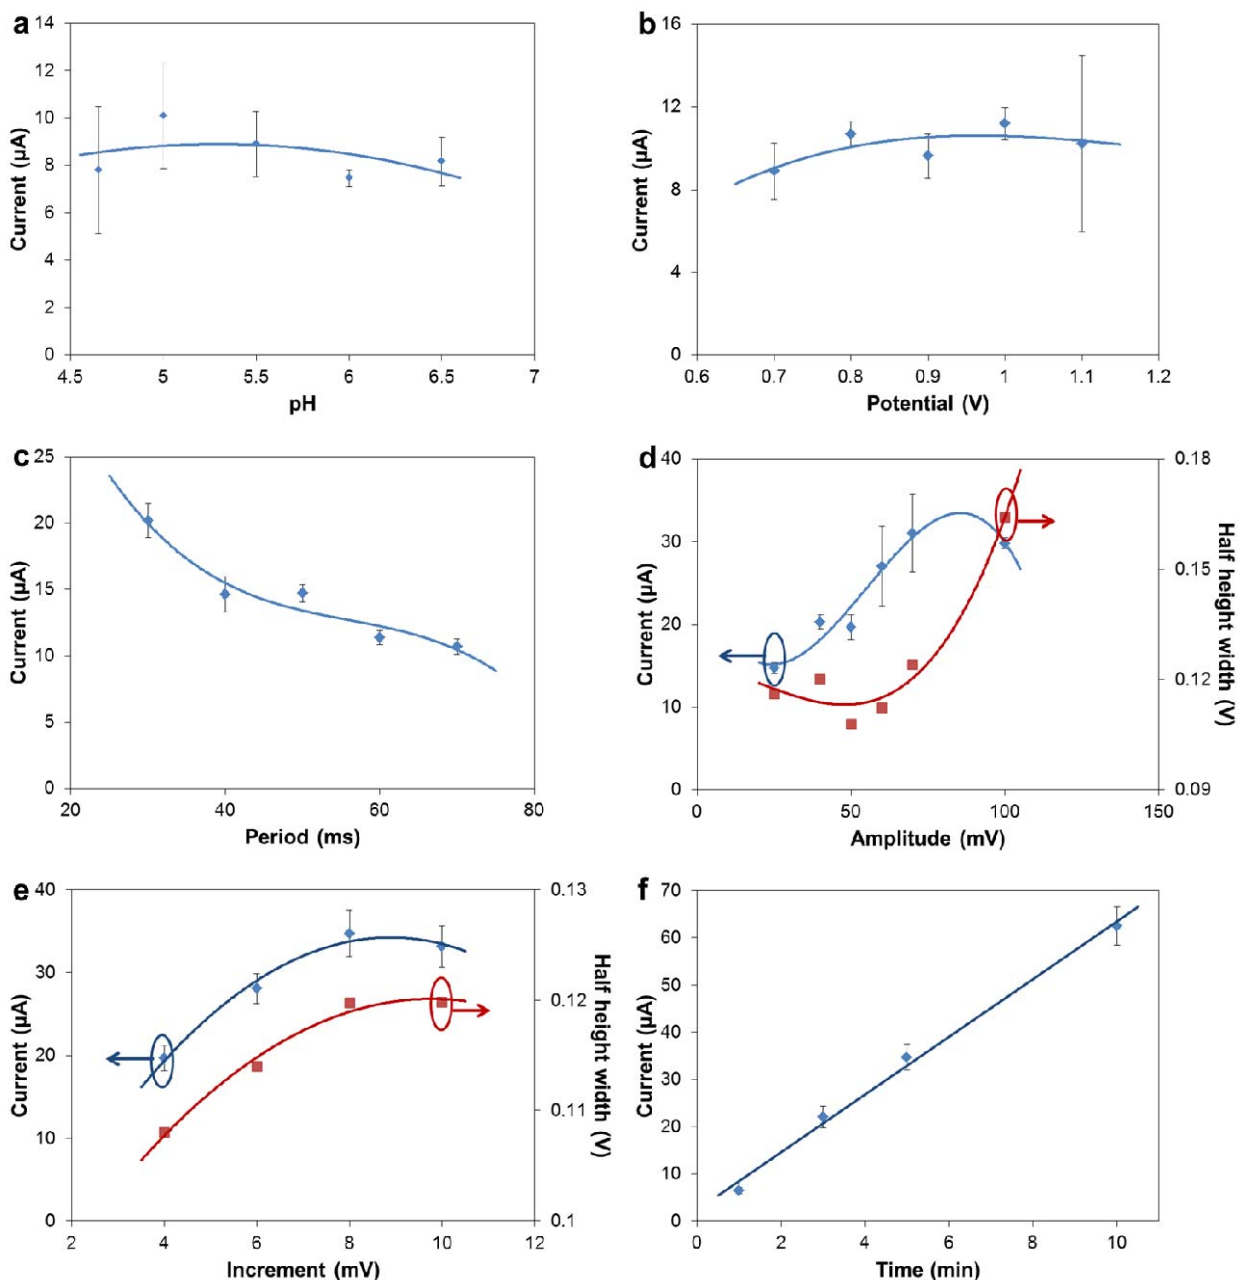 a
14
12
10
8
6
4
2
0
Current (µA)
4.5 5 5.5 6 6.5 7
pH
b
16
12
8
4
0
Current (µA)
0.6 0.7 0.8 0.9 1 1.1 1.2
Potential (V)
c
25
20
15
10
5
0
Current (µA)
20 40 60 80
Period (ms)
d
40
30
20
10
0
Current (µA)
0.18
0.15
0.12
0.09
Half height
width (V)
0 50 100 150
Amplitude (mV)
e
40
30
20
10
0
Current (µA)
0.13
0.12
0.11
0.1
Half height width
(V)
2 4 6 8 10 12
Increment (mV)
f
70
60
50
40
30
20
10
0
Current (µA)
0 2 4 6 8 10
Time (min)